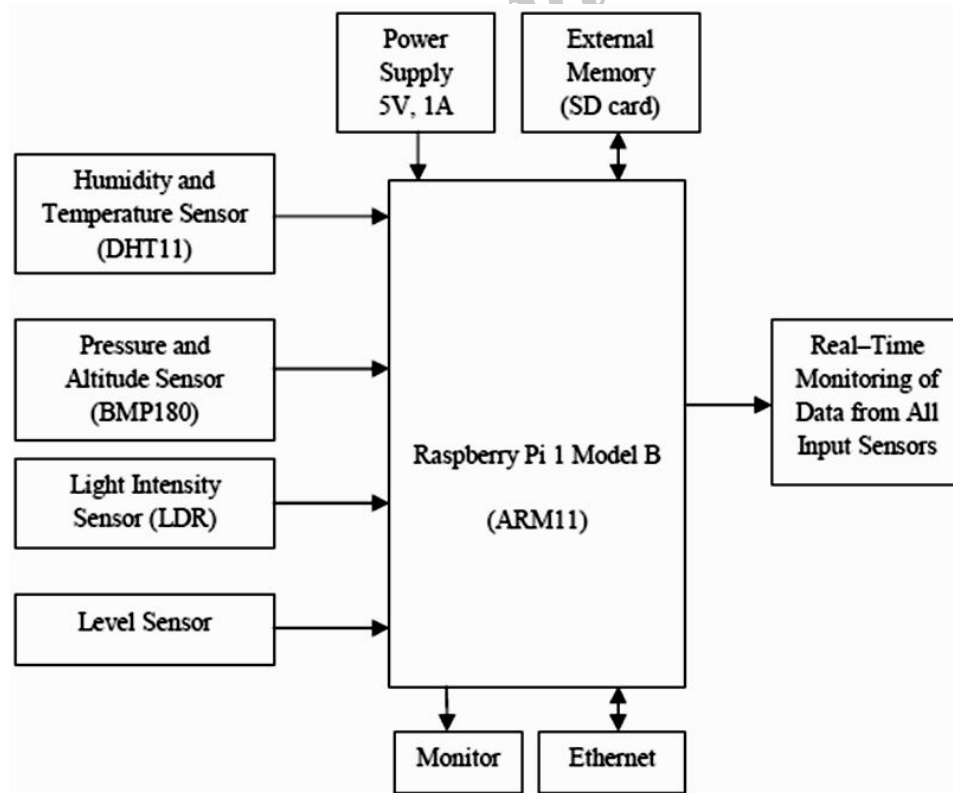 Power
Supply
5V, 1A
External
Memory
(SD card)
Humidity and
Temperature Sensor
(DHT11)
Pressure and
Altitude Sensor
(BMP180)
Light Intensity
Sensor (LDR)
Level Sensor
Raspberry Pi 1 Model B
(ARM11)
Real–Time
Monitoring of
Data from All
Input Sensors
Monitor
Ethernet